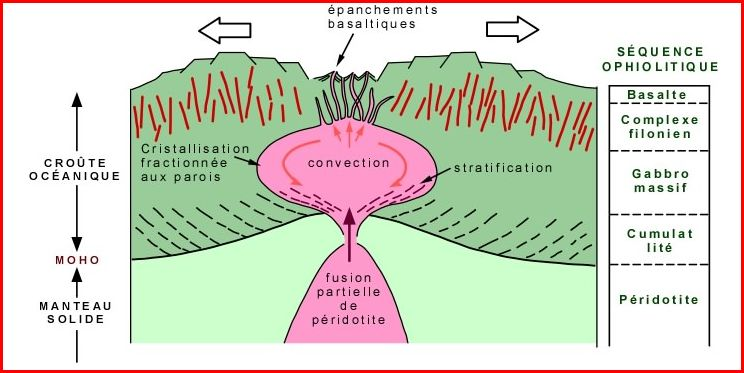 épanchements
basaltiques
SÉQUENCE
OPHIOLITIQUE
Basalte
Complexe
filonien
Gabbro
massif
Cumulat
lité
Péridotite
CROÛTE
OCÉANIQUE
MOHO
MANTEAU
SOLIDE
Cristallisation
fractionnée
aux parois
convection
stratification
fusion
partielle
de
péridotite